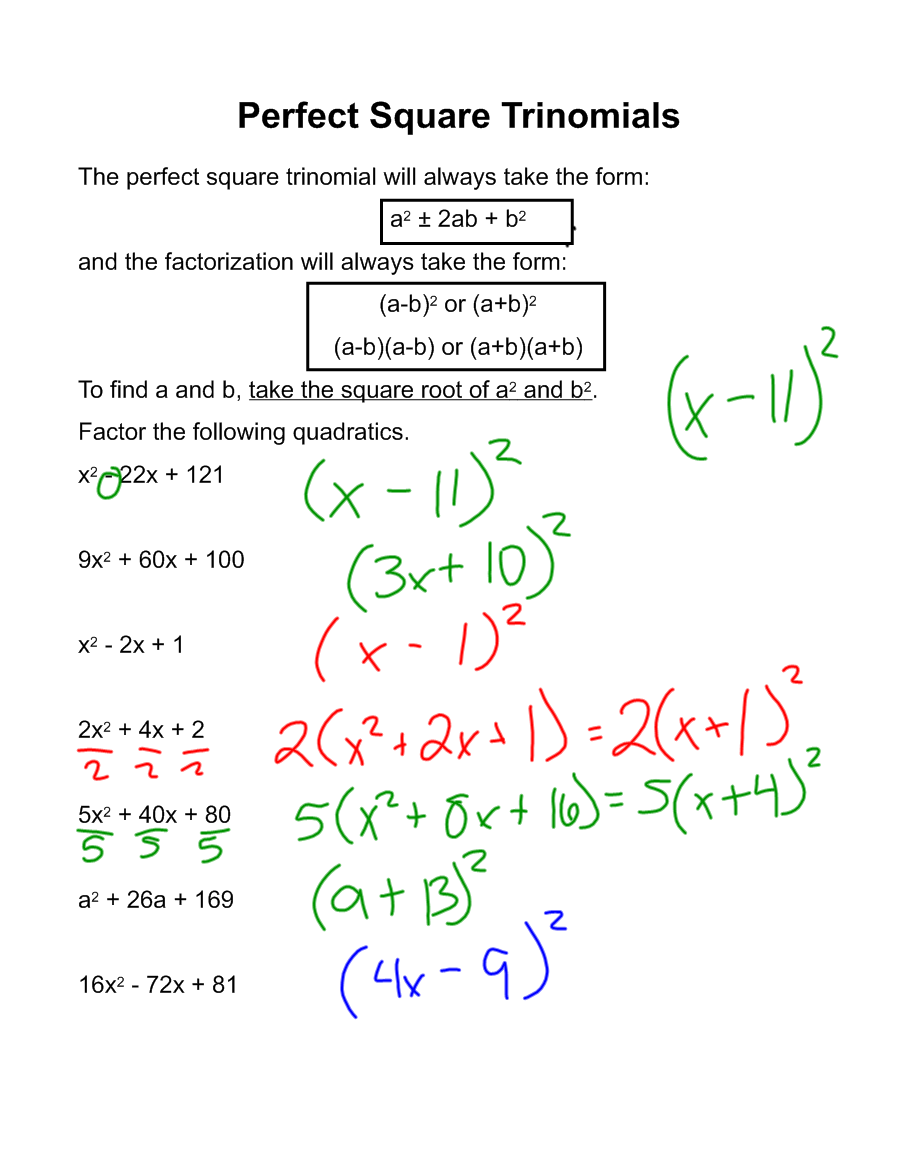 Perfect Square Trinomials
The perfect square trinomial will always take the form:
a² ± 2ab + b²
and the factorization will always take the form:
(a-b)² or (a+b)²
(a-b)(a-b) or (a+b)(a+b)
To find a and b, take the square root of a² and b².
(x - 11)²
Factor the following quadratics.
x² - 22x + 121 (x - 11)²
9x² + 60x + 100 (3x + 10)²
x² - 2x + 1 (x - 1)²
2x² + 4x + 2 2(x² + 2x + 1) = 2(x + 1)²
2 2 2
5x² + 40x + 80 5(x² + 8x + 16) = 5(x + 4)²
5 5 5
a² + 26a + 169 (a + 13)²
16x² - 72x + 81 (4x - 9)²